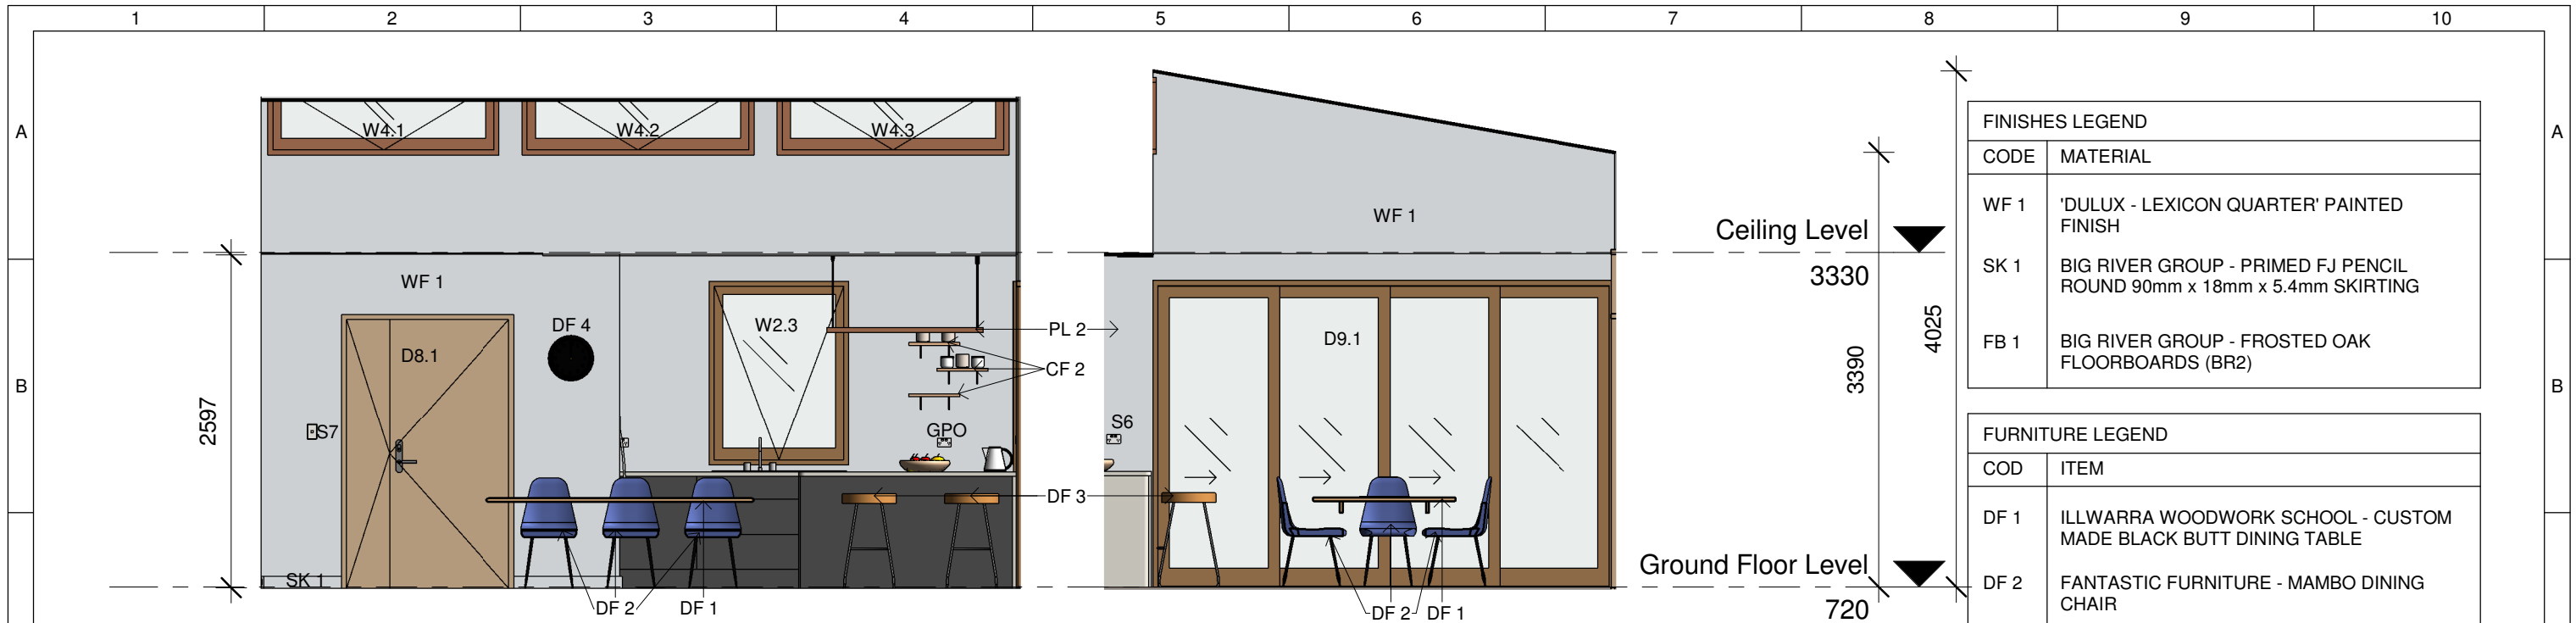 1 2 3 4 5 6 7 8 9 10
A
A
W4.1 W4.2 W4.3
WF 1
Ceiling Level
3330
WF 1
W2.3
DF 4
D8.1
PL 2
D9.1
CF 2
B
B
2597
3390
4025
S7
GPO
S6
DF 3
SK 1
DF 2 DF 1
DF 2 DF 1
Ground Floor Level
720
FINISHES LEGEND
CODE MATERIAL
WF 1 'DULUX - LEXICON QUARTER' PAINTED
FINISH
SK 1 BIG RIVER GROUP - PRIMED FJ PENCIL
ROUND 90mm x 18mm x 5.4mm SKIRTING
FB 1 BIG RIVER GROUP - FROSTED OAK
FLOORBOARDS (BR2)
FURNITURE LEGEND
COD ITEM
DF 1 ILLWARRA WOODWORK SCHOOL - CUSTOM
MADE BLACK BUTT DINING TABLE
DF 2 FANTASTIC FURNITURE - MAMBO DINING
CHAIR